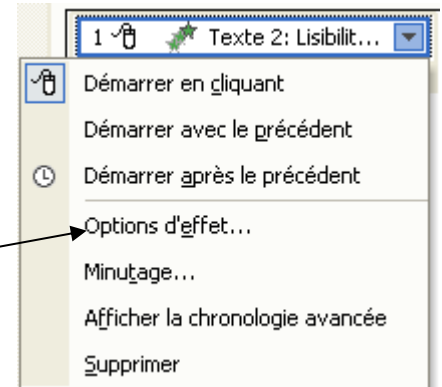 1 Texte 2: Lisibilit...
Démarrer en cliquant
Démarrer avec le précédent
Démarrer après le précédent
Options d'effet...
Minutage...
Afficher la chronologie avancée
Supprimer